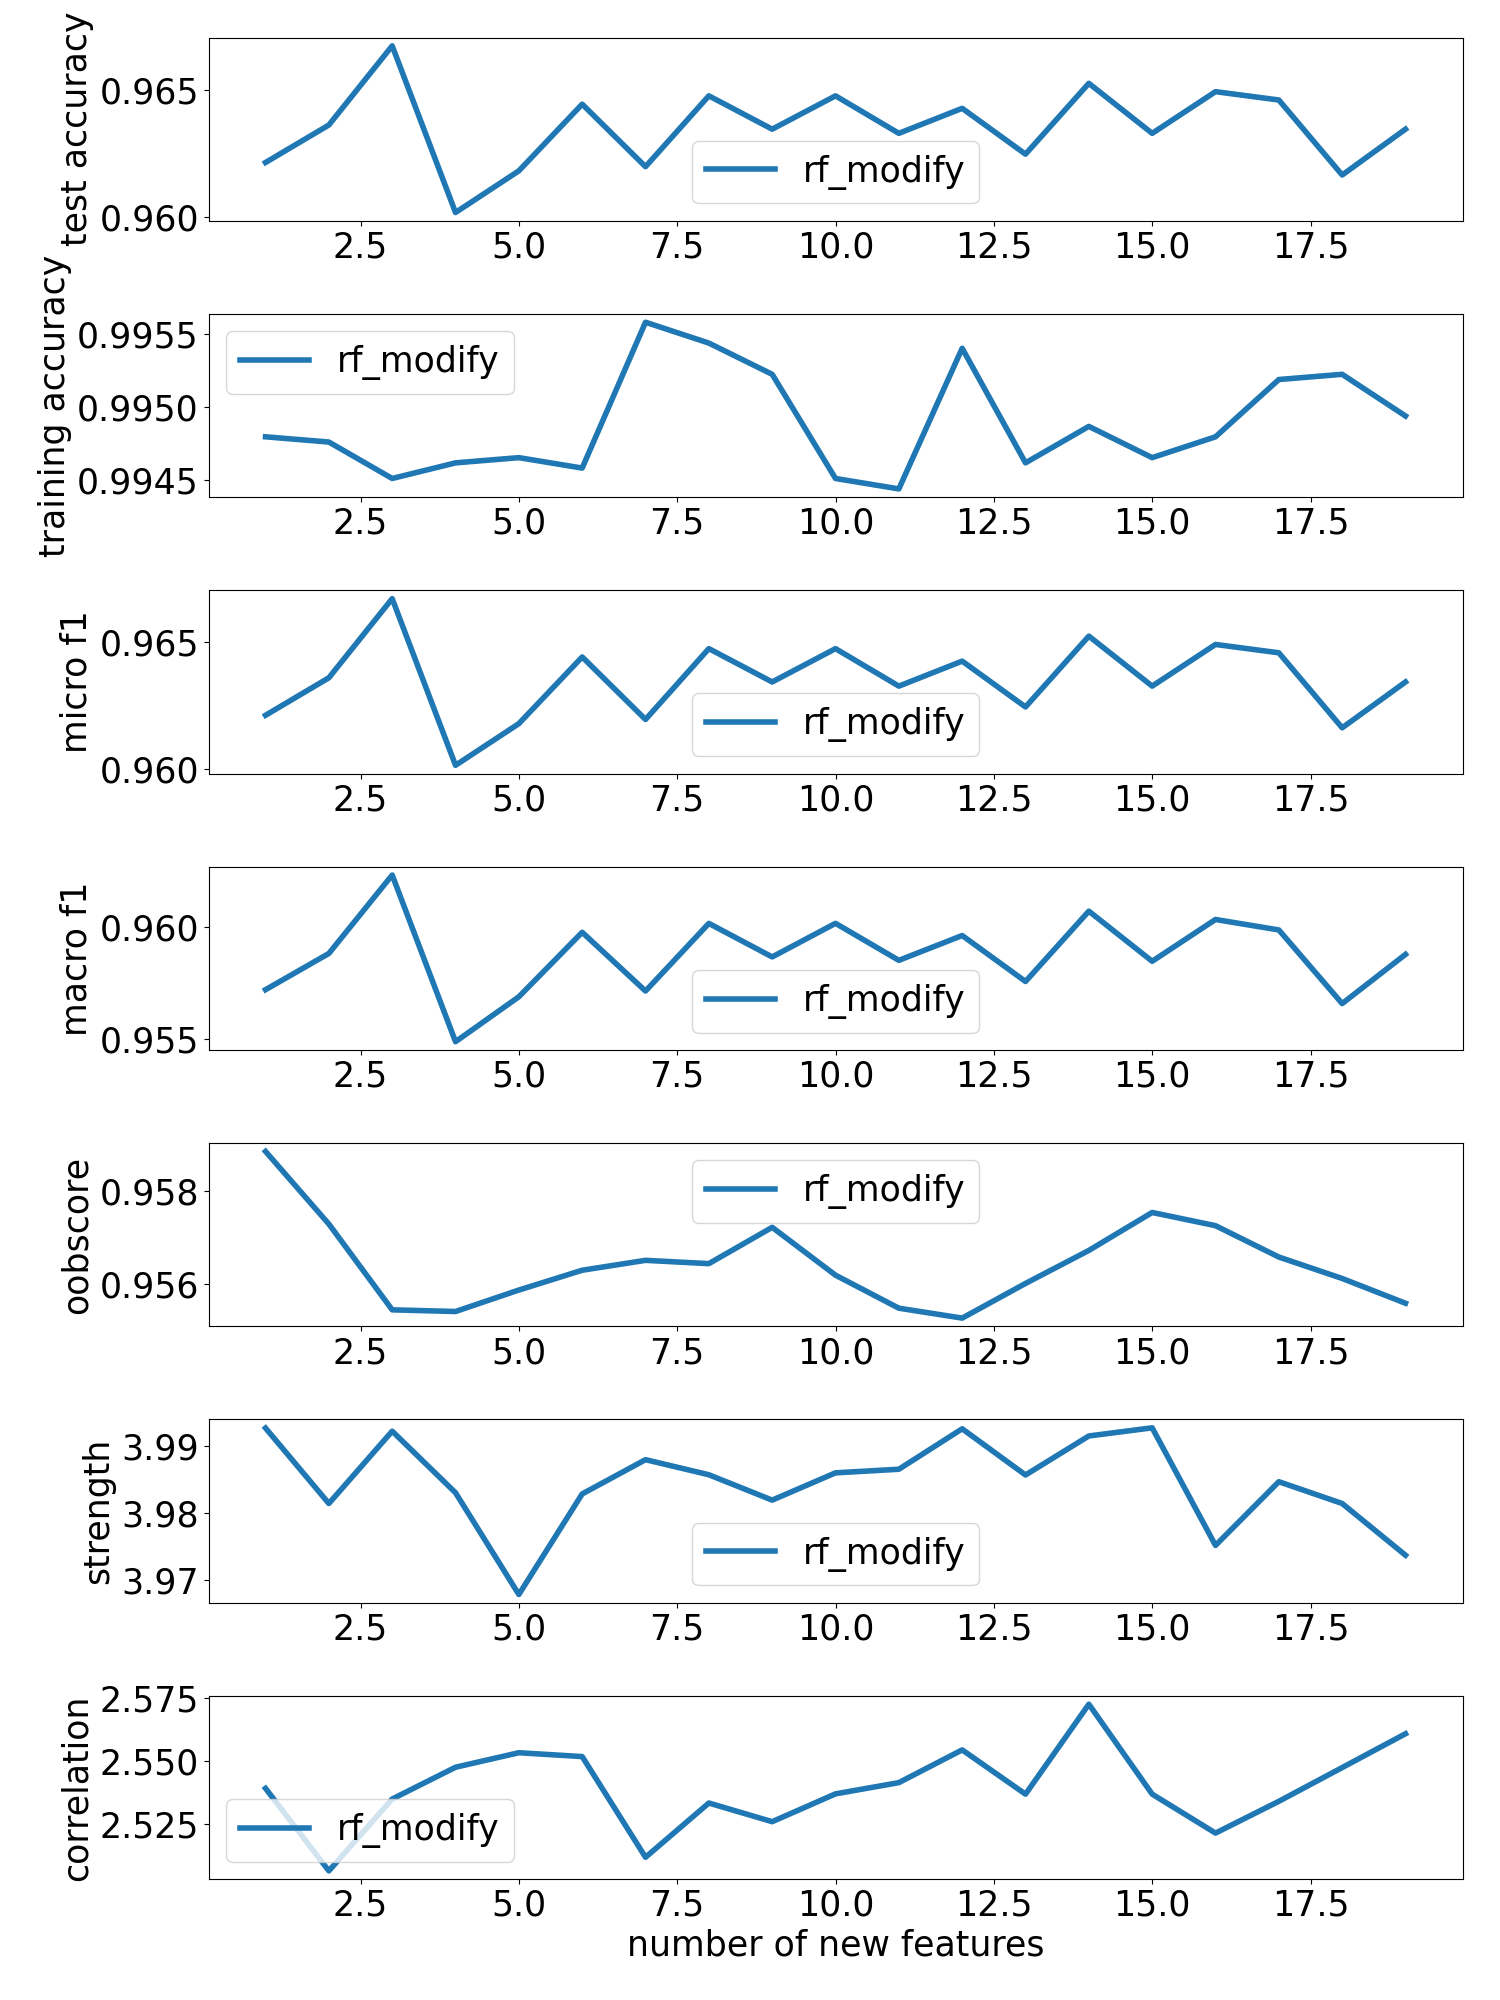 test accuracy
0.965
0.960
rf_modify
2.5 5.0 7.5 10.0 12.5 15.0 17.5
training accuracy
0.9955
0.9950
0.9945
rf_modify
2.5 5.0 7.5 10.0 12.5 15.0 17.5
micro f1
0.965
0.960
rf_modify
2.5 5.0 7.5 10.0 12.5 15.0 17.5
macro f1
0.960
0.955
rf_modify
2.5 5.0 7.5 10.0 12.5 15.0 17.5
oobscore
0.958
0.956
rf_modify
2.5 5.0 7.5 10.0 12.5 15.0 17.5
strength
3.99
3.98
3.97
rf_modify
2.5 5.0 7.5 10.0 12.5 15.0 17.5
correlation
2.575
2.550
2.525
rf_modify
2.5 5.0 7.5 10.0 12.5 15.0 17.5
number of new features